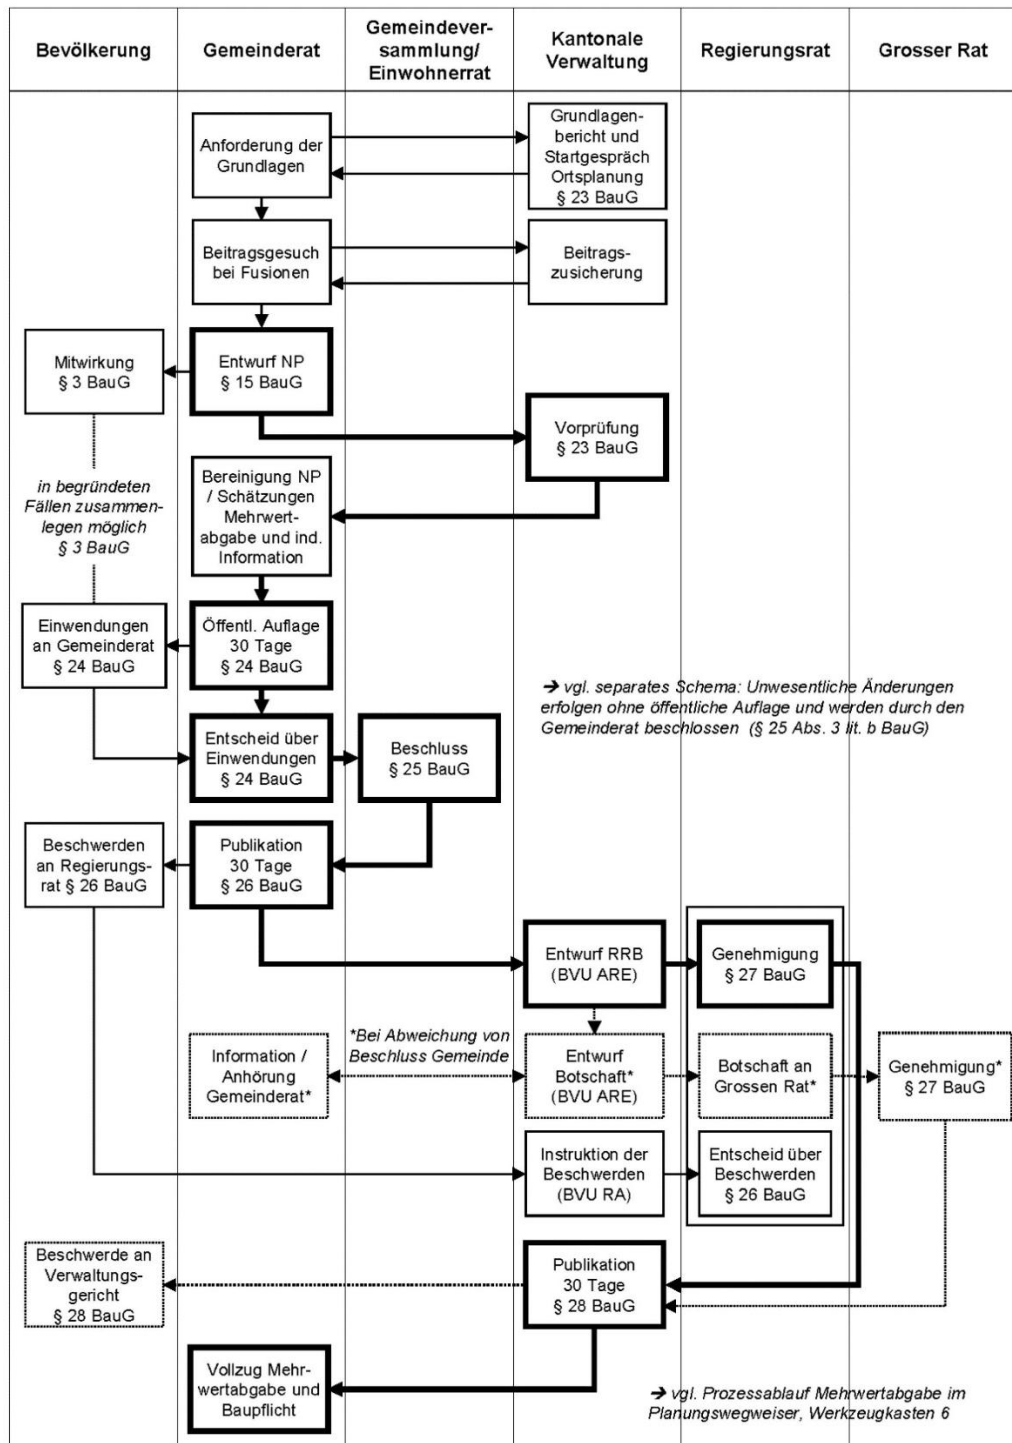 Bevölkerung
Gemeinderat
Gemeindever-
sammlung/
Einwohnerrat
Kantonale
Verwaltung
Regierungsrat
Grosser Rat
Anforderung der
Grundlagen
Grundlagen-
bericht und
Startgespräch
Ortsplanung
§ 23 BauG
Beitragsgesuch
bei Fusionen
Beitrags-
zusicherung
Mitwirkung
§ 3 BauG
Entwurf NP
§ 15 BauG
Vorprüfung
§ 23 BauG
in begründeten
Fällen zusammen-
legen möglich
§ 3 BauG
Bereinigung NP
/ Schätzungen
Mehrwert-
abgabe und ind.
Information
Einwendungen
an Gemeinderat
§ 24 BauG
Öffentl. Auflage
30 Tage
§ 24 BauG
➔ vgl. separates Schema: Unwesentliche Änderungen
erfolgen ohne öffentliche Auflage und werden durch den
Gemeinderat beschlossen (§ 25 Abs. 3 lit. b BauG)
Entscheid über
Einwendungen
§ 24 BauG
Beschluss
§ 25 BauG
Beschwerden
an Regierungs-
rat § 26 BauG
Publikation
30 Tage
§ 26 BauG
Entwurf RRB
(BVU ARE)
Genehmigung
§ 27 BauG
Information /
Anhörung
Gemeinderat*
*Bei Abweichung von
Beschluss Gemeinde
Entwurf
Botschaft*
(BVU ARE)
Botschaft an
Grossen Rat*
Genehmigung*
§ 27 BauG
Instruktion der
Beschwerden
(BVU RA)
Entscheid über
Beschwerden
§ 26 BauG
Beschwerde an
Verwaltungs-
gericht
§ 28 BauG
Publikation
30 Tage
§ 28 BauG
Vollzug Mehr-
wertabgabe und
Baupflicht
➔ vgl. Prozessablauf Mehrwertabgabe im
Planungswegweiser, Werkzeugkasten 6